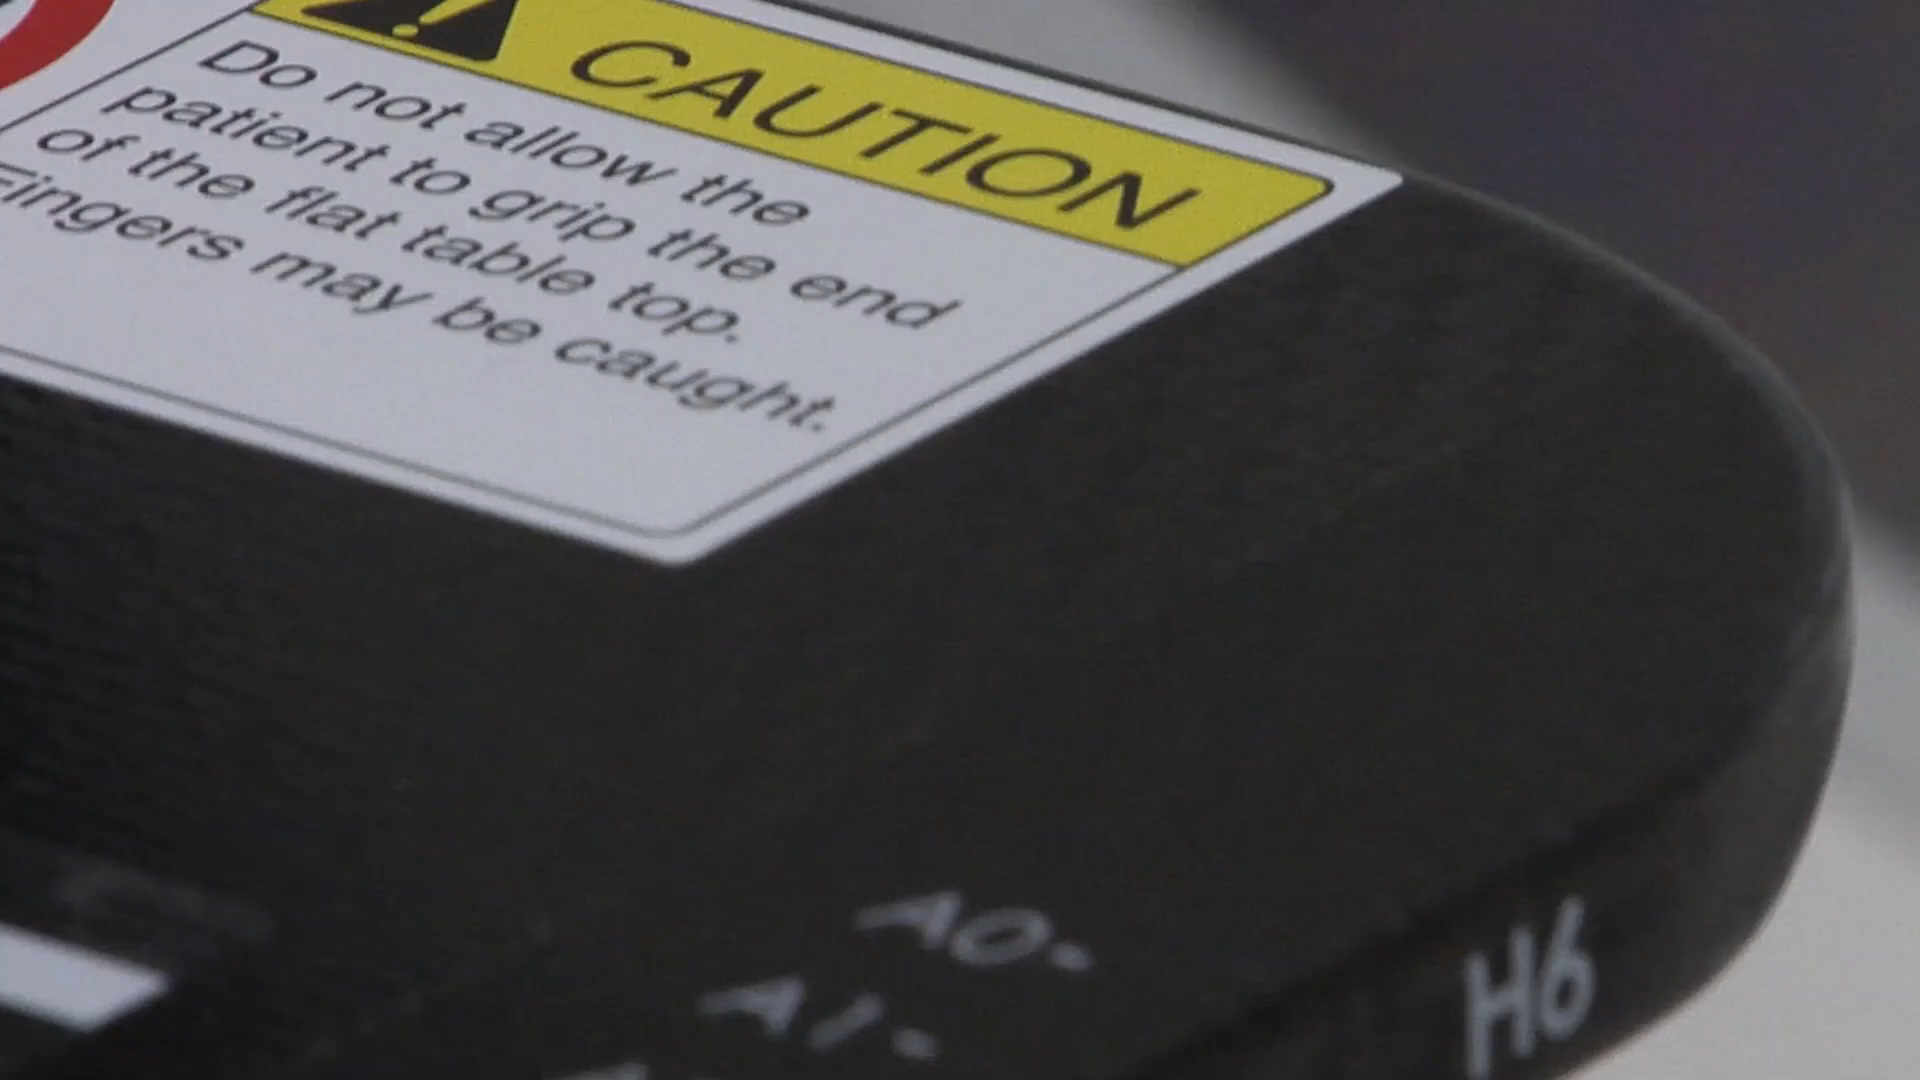 CAUTION
Do not allow the
patient to grip the end
of the flat table top.
Fingers may be caught.
A0-
A1-
H6